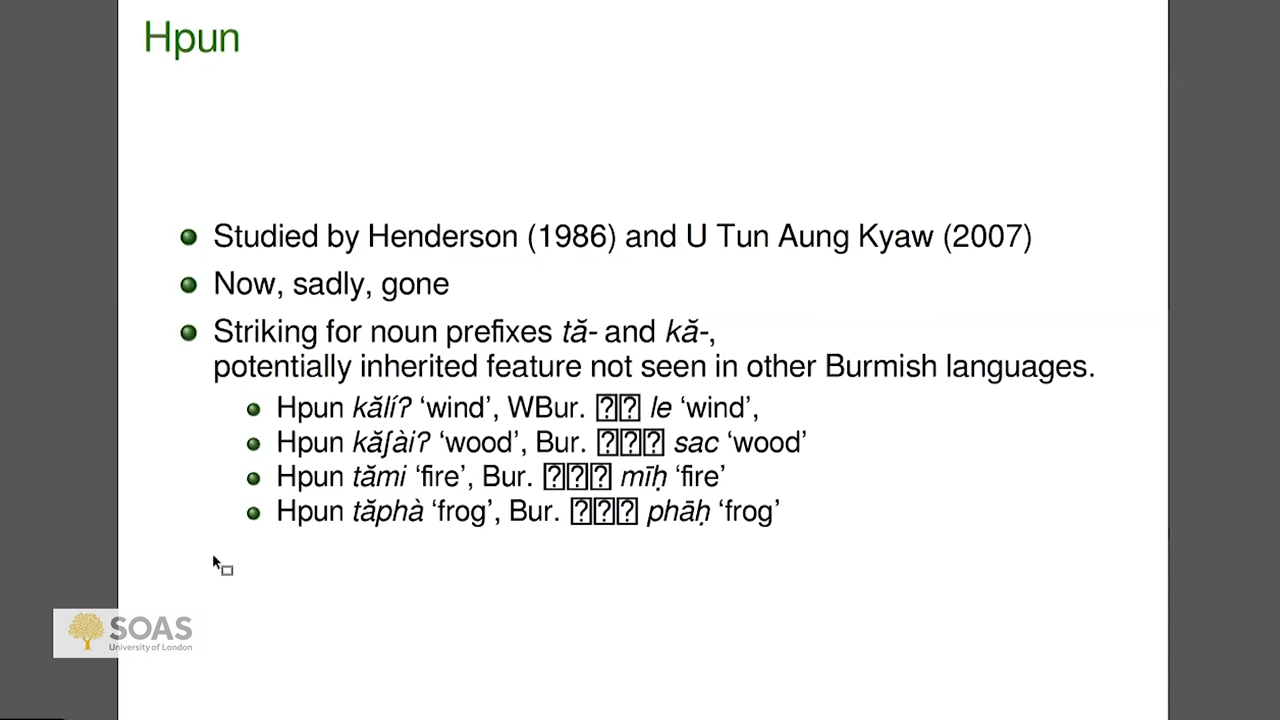 Hpun
Studied by Henderson (1986) and U Tun Aung Kyaw (2007)
Now, sadly, gone
Striking for noun prefixes tă- and kă-,
potentially inherited feature not seen in other Burmish languages.
Hpun kălíʔ ‘wind’, WBur. le ‘wind’,
Hpun kăʃàiʔ ‘wood’, Bur. sac ‘wood’
Hpun tămi ‘fire’, Bur. mīḥ ‘fire’
Hpun tăphà ‘frog’, Bur. phāḥ ‘frog’
SOAS
University of London